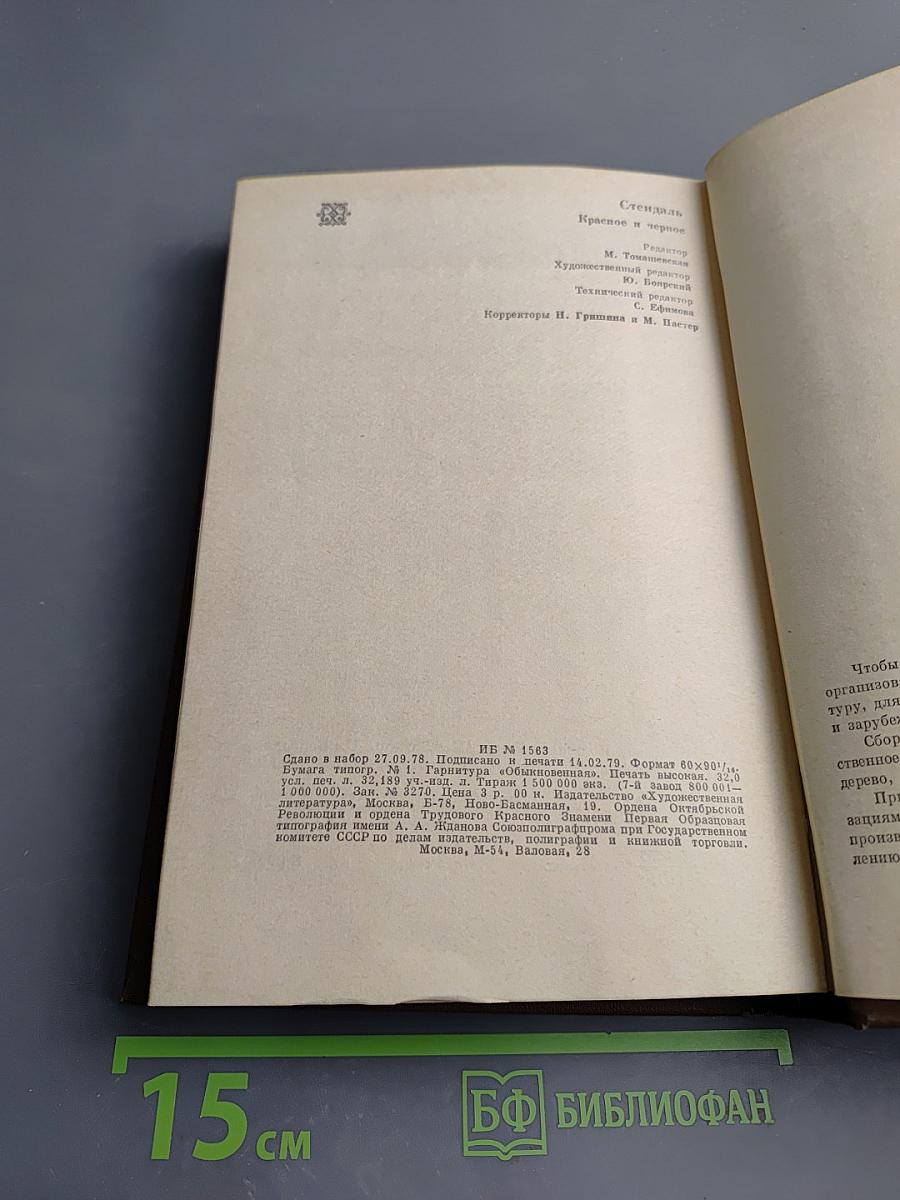 Стендаль
Красное и черное
Редактор
М. Томашевская
Художественный редактор
Ю. Боярский
Технический редактор
С. Ефимова
Корректоры Н. Гришина и М. Пастер
ИБ № 1563
Сдано в набор 27.09.78. Подписано к печати 14.02.79. Формат 60×90¹/₁₆.
Бумага типогр. № 1. Гарнитура «Обыкновенная». Печать высокая. 32,0
усл. печ. л. 32,189 уч.-изд. л. Тираж 1 500 000 экз. (7-й завод 800 001—
1 000 000). Зак. № 3270. Цена 3 р. 00 к. Издательство «Художественная
литература», Москва, Б-78, Ново-Басманная, 19. Ордена Октябрьской
Революции и ордена Трудового Красного Знамени Первая Образцовая
типография имени А. А. Жданова Союзполиграфпрома при Государственном
комитете СССР по делам издательств, полиграфии и книжной торговли.
Москва, М-54, Валовая, 28
Чтобы
организов
туру, для
и зарубе
Сбор
ственное
дерево,
При
зациям
произв
лению
15 см
БФ БИБЛИОФАН